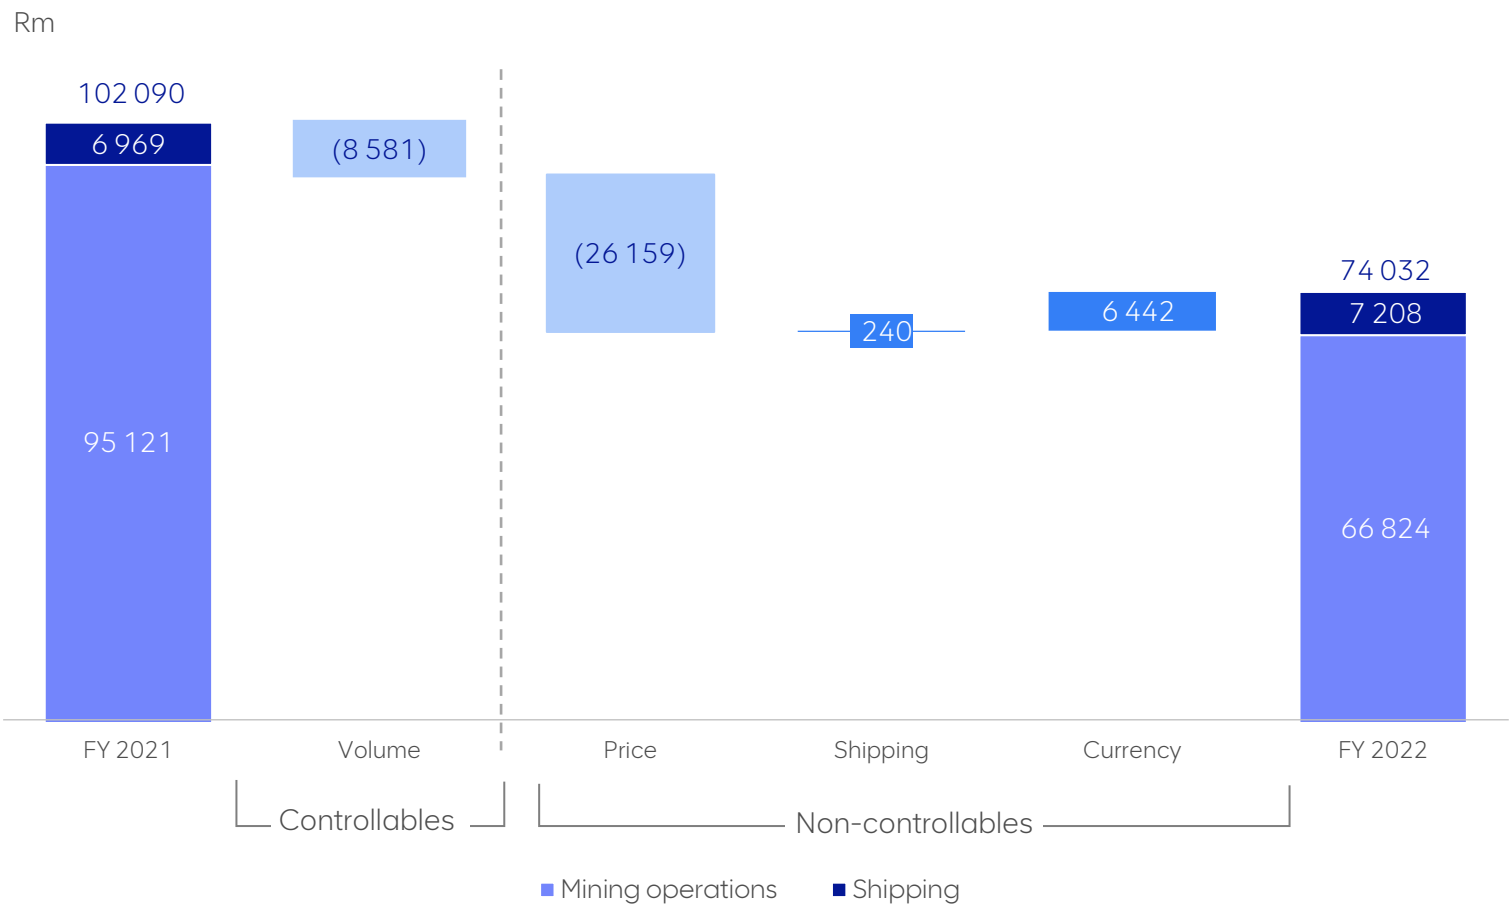 Rm
102 090
6 969
95 121
(8 581)
(26 159)
240
6 442
74 032
7 208
66 824
FY 2021
Volume
Price
Shipping
Currency
FY 2022
Controllables
Non-controllables
Mining operations
Shipping